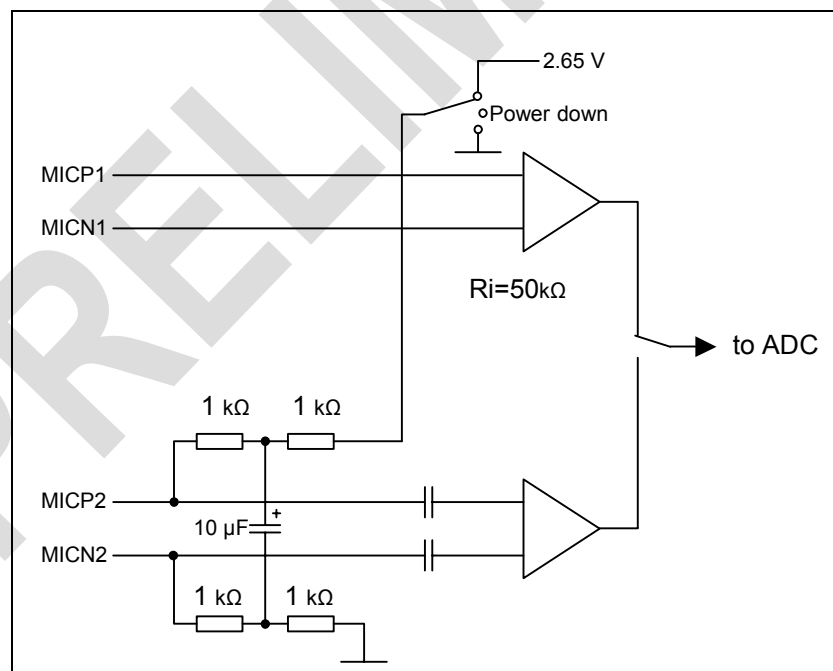 PRELIM
2.65 V
Power down
MICP1
MICN1
Ri=50kΩ
to ADC
1 kΩ
1 kΩ
MICP2
10 µF
+
MICN2
1 kΩ
1 kΩ